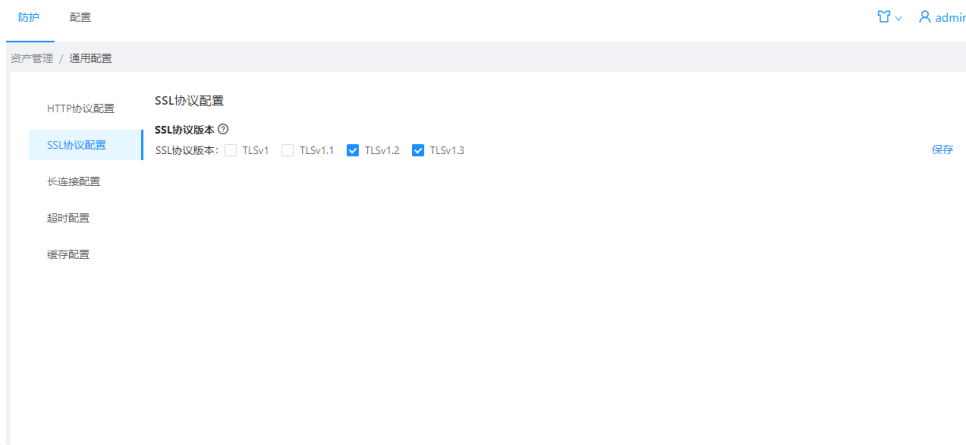 防护 配置 admin
资产管理 / 通用配置
HTTP协议配置
SSL协议配置
长连接配置
超时配置
缓存配置
SSL协议配置
SSL协议版本
SSL协议版本: TLSv1 TLSv1.1 TLSv1.2 TLSv1.3 保存